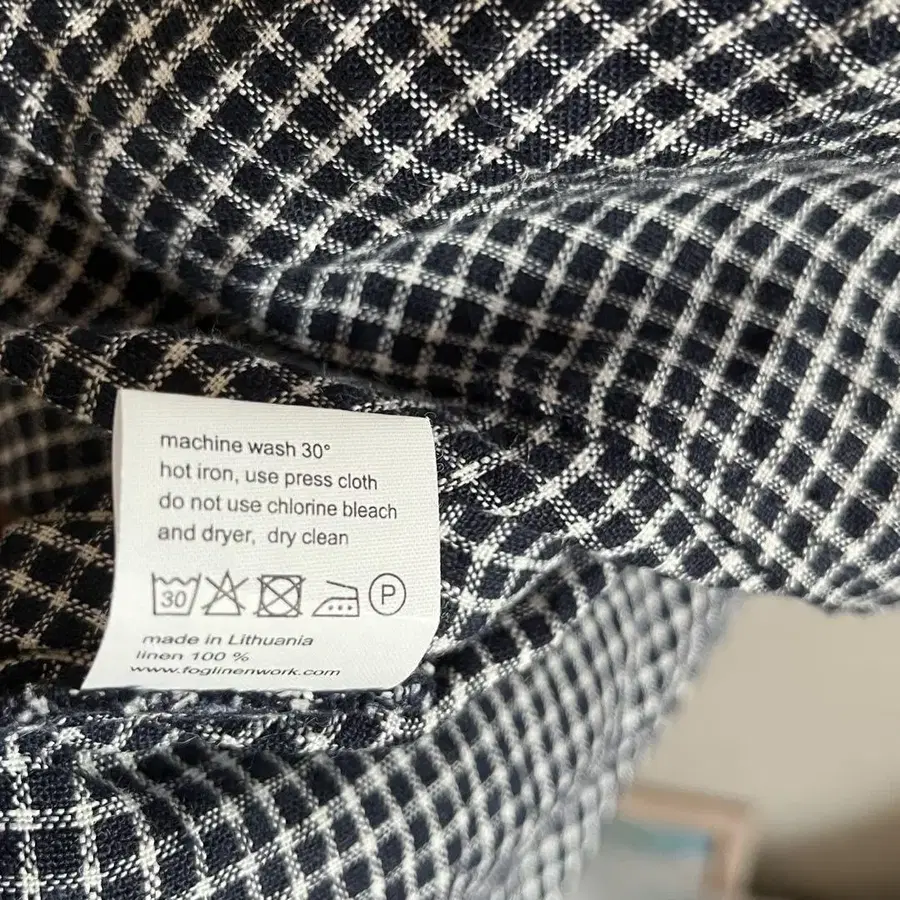 machine wash 30°
hot iron, use press cloth
do not use chlorine bleach
and dryer, dry clean
30 P
made in Lithuania
linen 100 %
www.foglinenwork.com